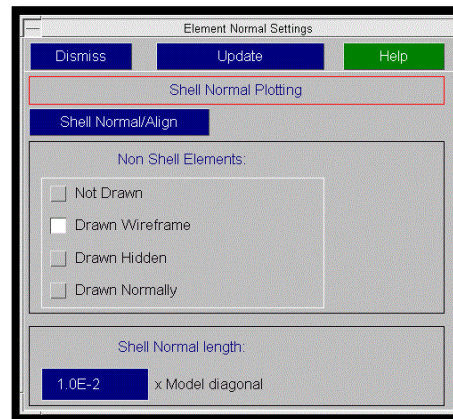 Element Normal Settings
Dismiss Update Help
Shell Normal Plotting
Shell Normal/Align
Non Shell Elements:
Not Drawn
Drawn Wireframe
Drawn Hidden
Drawn Normally
Shell Normal length:
1.0E-2 x Model diagonal